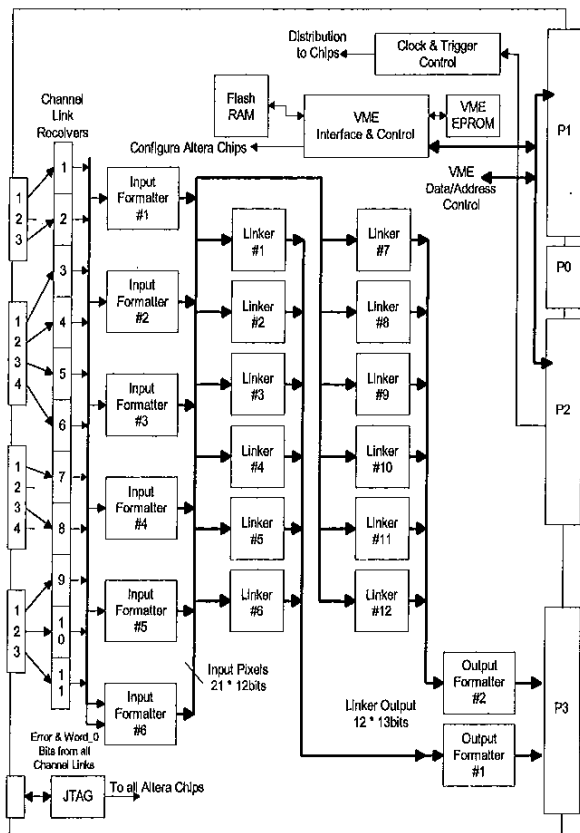 Distribution
to Chips
Clock & Trigger
Control
P1
Flash
RAM
VME
Interface & Control
VME
EPROM
Configure Altera Chips
VME
Data/Address
Control
Channel
Link
Receivers
1
2
3
1
2
3
4
1
2
3
4
1
2
3
1
2
3
4
5
6
7
8
9
1
0
1
1
Input
Formatter
#1
Input
Formatter
#2
Input
Formatter
#3
Input
Formatter
#4
Input
Formatter
#5
Input
Formatter
#6
Linker
#1
Linker
#2
Linker
#3
Linker
#4
Linker
#5
Linker
#6
Linker
#7
Linker
#8
Linker
#9
Linker
#10
Linker
#11
Linker
#12
P0
P2
Input Pixels
21 * 12bits
Linker Output
12 * 13bits
Output
Formatter
#2
Output
Formatter
#1
P3
Error & Word_0
Bits from all
Channel Links
JTAG
To all Altera Chips